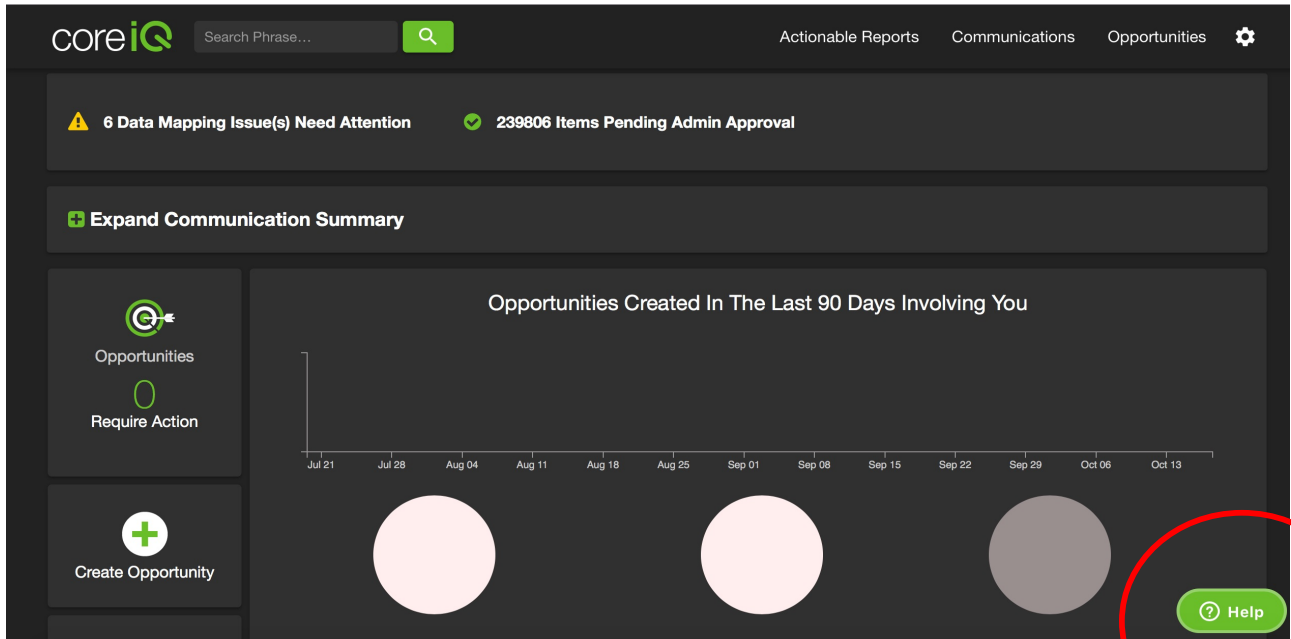 core iQ
Search Phrase...
Actionable Reports
Communications
Opportunities
6 Data Mapping Issue(s) Need Attention
239806 Items Pending Admin Approval
Expand Communication Summary
Opportunities
0
Require Action
Create Opportunity
Opportunities Created In The Last 90 Days Involving You
Jul 21 Jul 28 Aug 04 Aug 11 Aug 18 Aug 25 Sep 01 Sep 08 Sep 15 Sep 22 Sep 29 Oct 06 Oct 13
Help